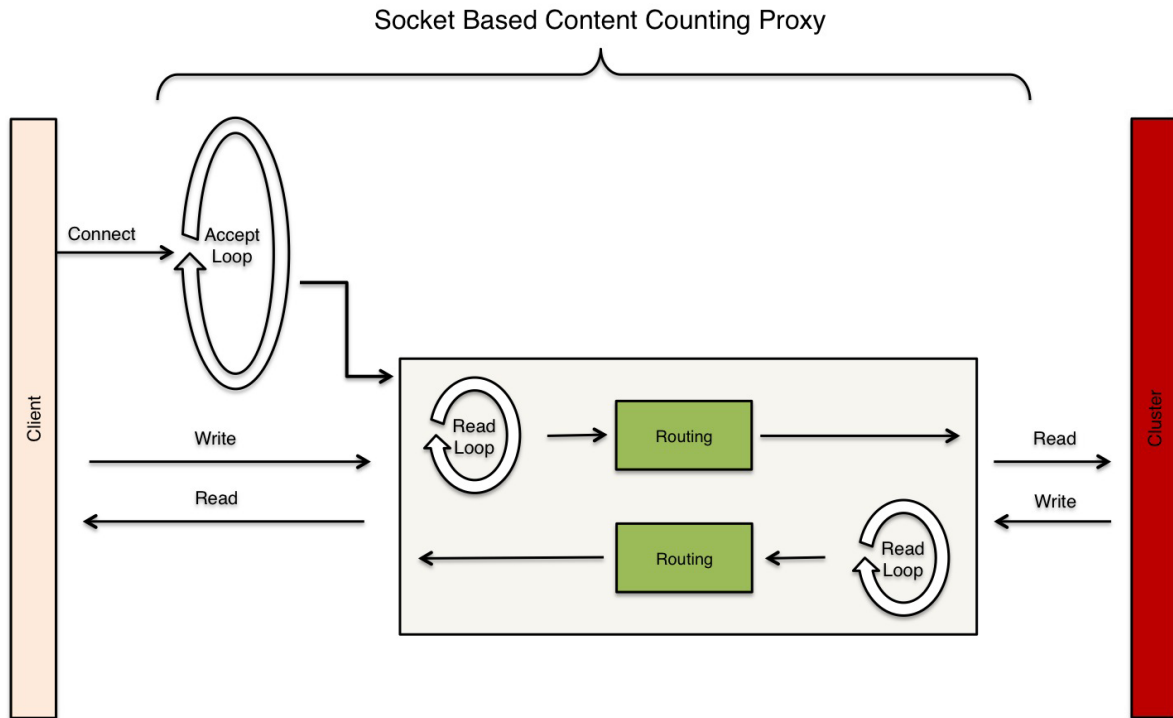 Socket Based Content Counting Proxy
Connect
Accept
Loop
Client
Cluster
Write
Read
Read
Loop
Routing
Read
Write
Routing
Read
Loop